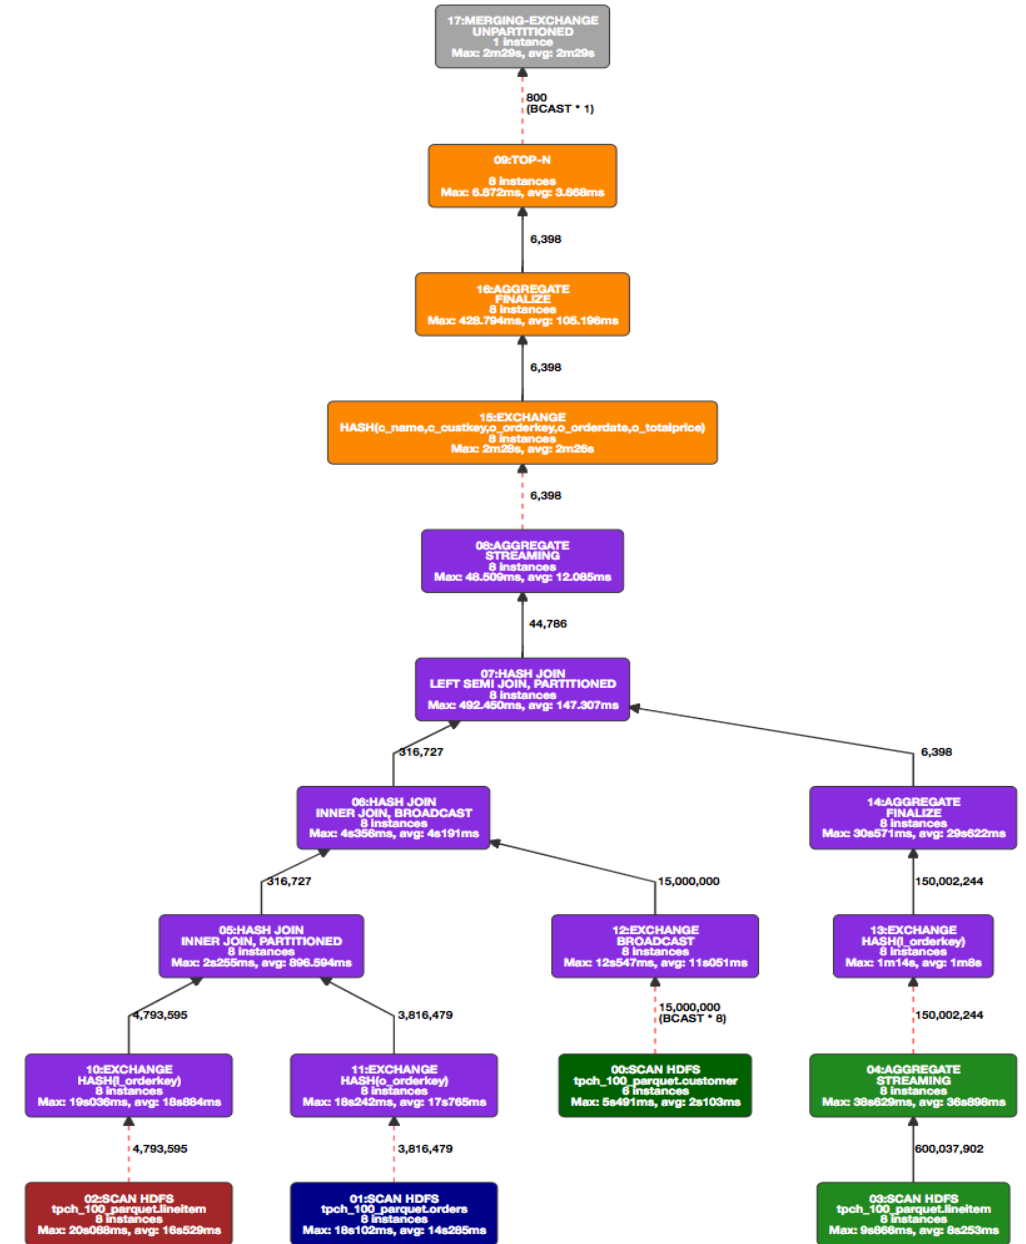 17:MERGING-EXCHANGE
UNPARTITIONED
1 instance
Max: 2m29s, avg: 2m29s
800
(BCAST * 1)
09:TOP-N
8 instances
Max: 6.872ms, avg: 3.668ms
6,398
16:AGGREGATE
FINALIZE
8 instances
Max: 428.794ms, avg: 105.196ms
6,398
15:EXCHANGE
HASH(c_name,c_custkey,o_orderkey,o_orderdate,o_totalprice)
8 instances
Max: 2m28s, avg: 2m26s
6,398
08:AGGREGATE
STREAMING
8 instances
Max: 48.509ms, avg: 12.085ms
44,786
07:HASH JOIN
LEFT SEMI JOIN, PARTITIONED
8 instances
Max: 492.450ms, avg: 147.307ms
316,727
6,398
06:HASH JOIN
INNER JOIN, BROADCAST
8 instances
Max: 4s356ms, avg: 4s191ms
14:AGGREGATE
FINALIZE
8 instances
Max: 30s571ms, avg: 29s622ms
316,727
15,000,000
150,002,244
05:HASH JOIN
INNER JOIN, PARTITIONED
8 instances
Max: 2s255ms, avg: 896.594ms
12:EXCHANGE
BROADCAST
8 instances
Max: 12s547ms, avg: 11s051ms
13:EXCHANGE
HASH(l_orderkey)
8 instances
Max: 1m14s, avg: 1m8s
4,793,595
3,816,479
15,000,000
(BCAST * 8)
150,002,244
10:EXCHANGE
HASH(l_orderkey)
8 instances
Max: 19s036ms, avg: 18s884ms
11:EXCHANGE
HASH(o_orderkey)
8 instances
Max: 18s242ms, avg: 17s765ms
00:SCAN HDFS
tpch_100_parquet.customer
6 instances
Max: 5s491ms, avg: 2s103ms
04:AGGREGATE
STREAMING
8 instances
Max: 38s629ms, avg: 36s898ms
4,793,595
3,816,479
600,037,902
02:SCAN HDFS
tpch_100_parquet.lineitem
8 instances
Max: 20s088ms, avg: 16s529ms
01:SCAN HDFS
tpch_100_parquet.orders
8 instances
Max: 18s102ms, avg: 14s285ms
03:SCAN HDFS
tpch_100_parquet.lineitem
8 instances
Max: 9s866ms, avg: 8s253ms